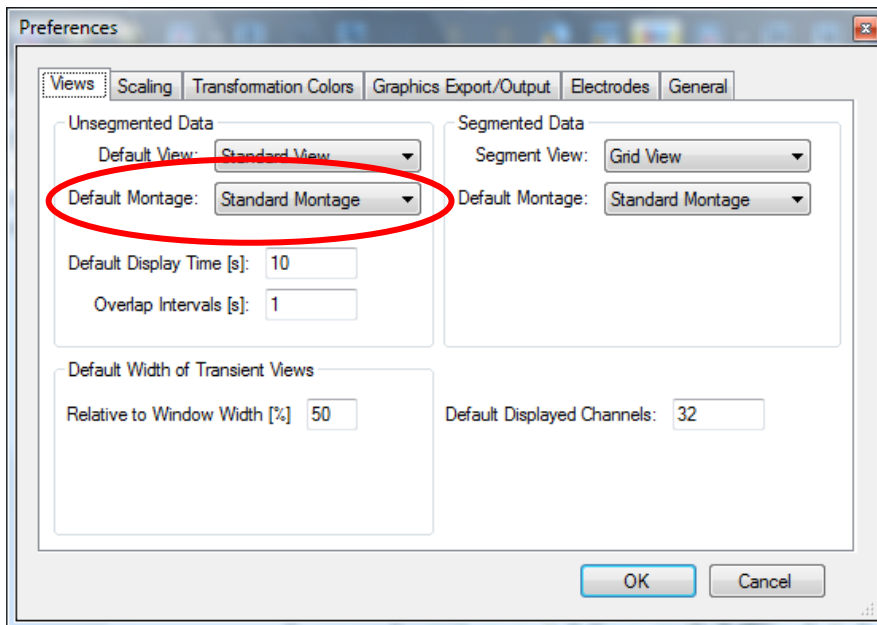 Preferences
Views Scaling Transformation Colors Graphics Export/Output Electrodes General
Unsegmented Data
Default View: Standard View
Default Montage: Standard Montage
Default Display Time [s]: 10
Overlap Intervals [s]: 1
Segmented Data
Segment View: Grid View
Default Montage: Standard Montage
Default Width of Transient Views
Relative to Window Width [%] 50
Default Displayed Channels: 32
OK Cancel